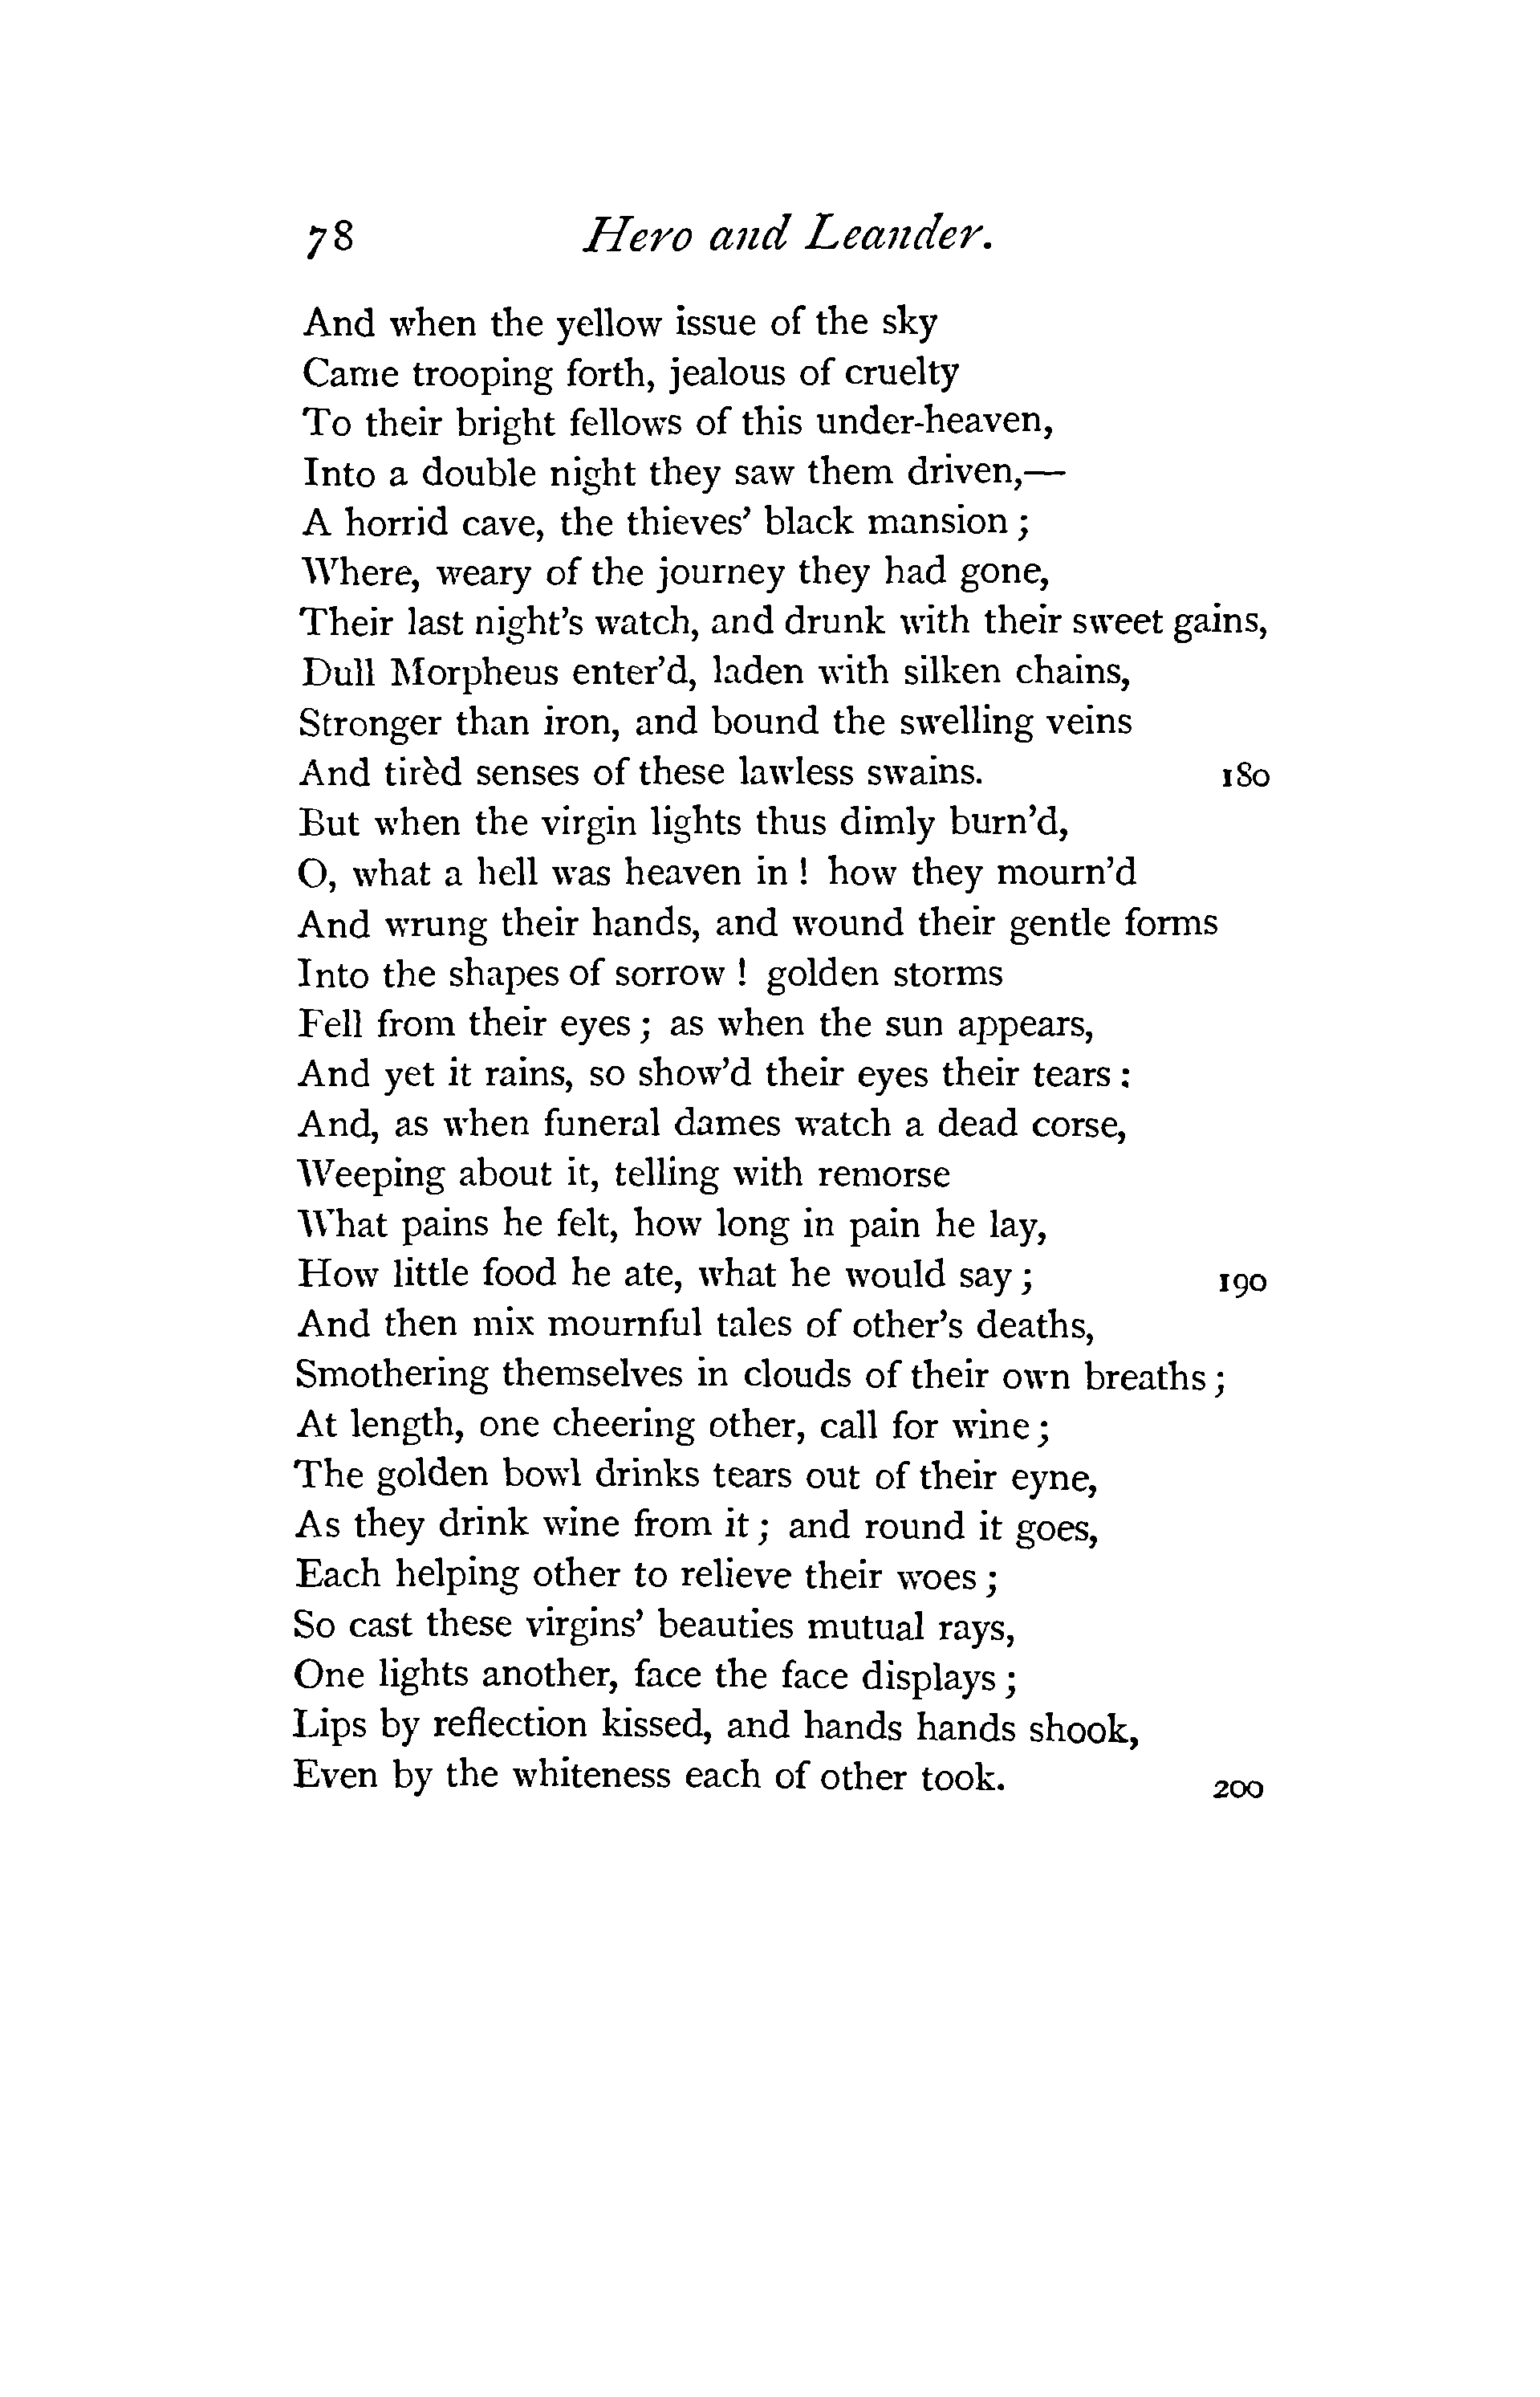 78 Hero and Leander.
And when the yellow issue of the sky
Came trooping forth, jealous of cruelty
To their bright fellows of this under-heaven,
Into a double night they saw them driven,—
A horrid cave, the thieves’ black mansion ;
Where, weary of the journey they had gone,
Their last night’s watch, and drunk with their sweet gains,
Dull Morpheus enter’d, laden with silken chains,
Stronger than iron, and bound the swelling veins
And tirèd senses of these lawless swains. 180
But when the virgin lights thus dimly burn’d,
O, what a hell was heaven in ! how they mourn’d
And wrung their hands, and wound their gentle forms
Into the shapes of sorrow ! golden storms
Fell from their eyes ; as when the sun appears,
And yet it rains, so show’d their eyes their tears :
And, as when funeral dames watch a dead corse,
Weeping about it, telling with remorse
What pains he felt, how long in pain he lay,
How little food he ate, what he would say ; 190
And then mix mournful tales of other’s deaths,
Smothering themselves in clouds of their own breaths ;
At length, one cheering other, call for wine ;
The golden bowl drinks tears out of their eyne,
As they drink wine from it ; and round it goes,
Each helping other to relieve their woes ;
So cast these virgins’ beauties mutual rays,
One lights another, face the face displays ;
Lips by reflection kissed, and hands hands shook,
Even by the whiteness each of other took. 200